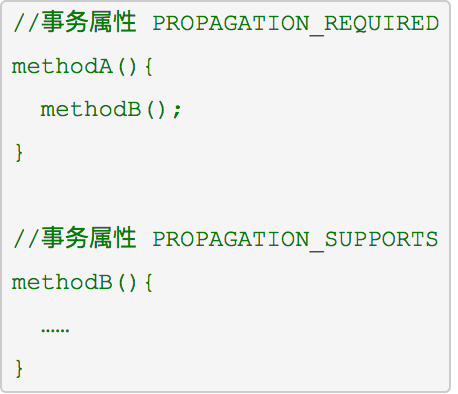 //事务属性 PROPAGATION_REQUIRED
methodA(){
  methodB();
}

//事务属性 PROPAGATION_SUPPORTS
methodB(){
  ……
}